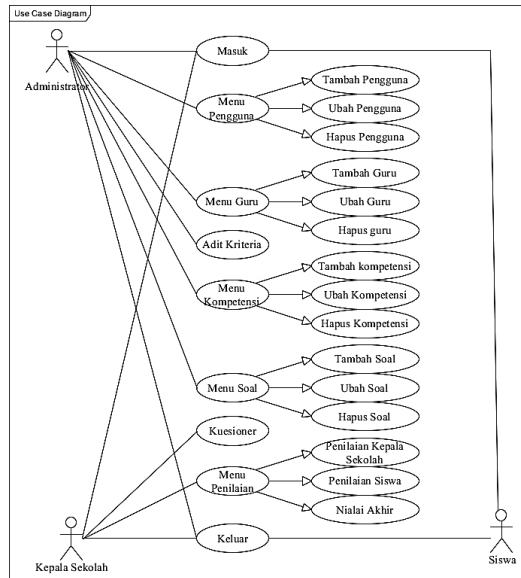 Use Case Diagram
Masuk
Administrator
Tambah Pengguna
Menu
Pengguna
Ubah Pengguna
Hapus Pengguna
Tambah Guru
Menu Guru
Ubah Guru
Hapus guru
Adit Kriteria
Tambah kompetensi
Menu
Kompetensi
Ubah Kompetensi
Hapus Kompetensi
Tambah Soal
Menu Soal
Ubah Soal
Hapus Soal
Kuesioner
Penilaian Kepala
Sekolah
Menu
Penilaian
Penilaian Siswa
Nialai Akhir
Keluar
Kepala Sekolah
Siswa